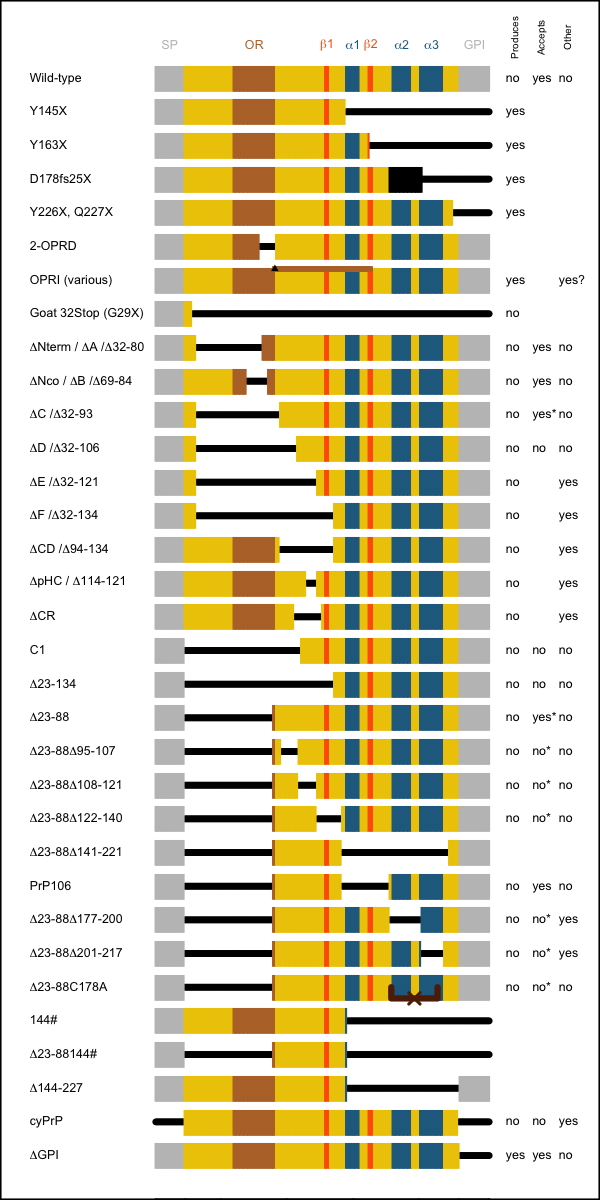 Produces Accepts Other
SP OR β1 α1 β2 α2 α3 GPI
Wild-type no yes no
Y145X yes
Y163X yes
D178fs25X yes
Y226X, Q227X yes
2-OPRD
OPRI (various) yes yes?
Goat 32Stop (G29X) no
ΔNterm / ΔA /Δ32-80 no yes no
ΔNco / ΔB /Δ69-84 no yes no
ΔC /Δ32-93 no yes* no
ΔD /Δ32-106 no no no
ΔE /Δ32-121 no yes
ΔF /Δ32-134 no yes
ΔCD /Δ94-134 no yes
ΔpHC / Δ114-121 no yes
ΔCR no yes
C1 no no no
Δ23-134 no no no
Δ23-88 no yes* no
Δ23-88Δ95-107 no no* no
Δ23-88Δ108-121 no no* no
Δ23-88Δ122-140 no no* no
Δ23-88Δ141-221
PrP106 no yes no
Δ23-88Δ177-200 no no* yes
Δ23-88Δ201-217 no no* yes
Δ23-88C178A no no* no
144#
Δ23-88144#
Δ144-227
cyPrP no no yes
ΔGPI yes yes no